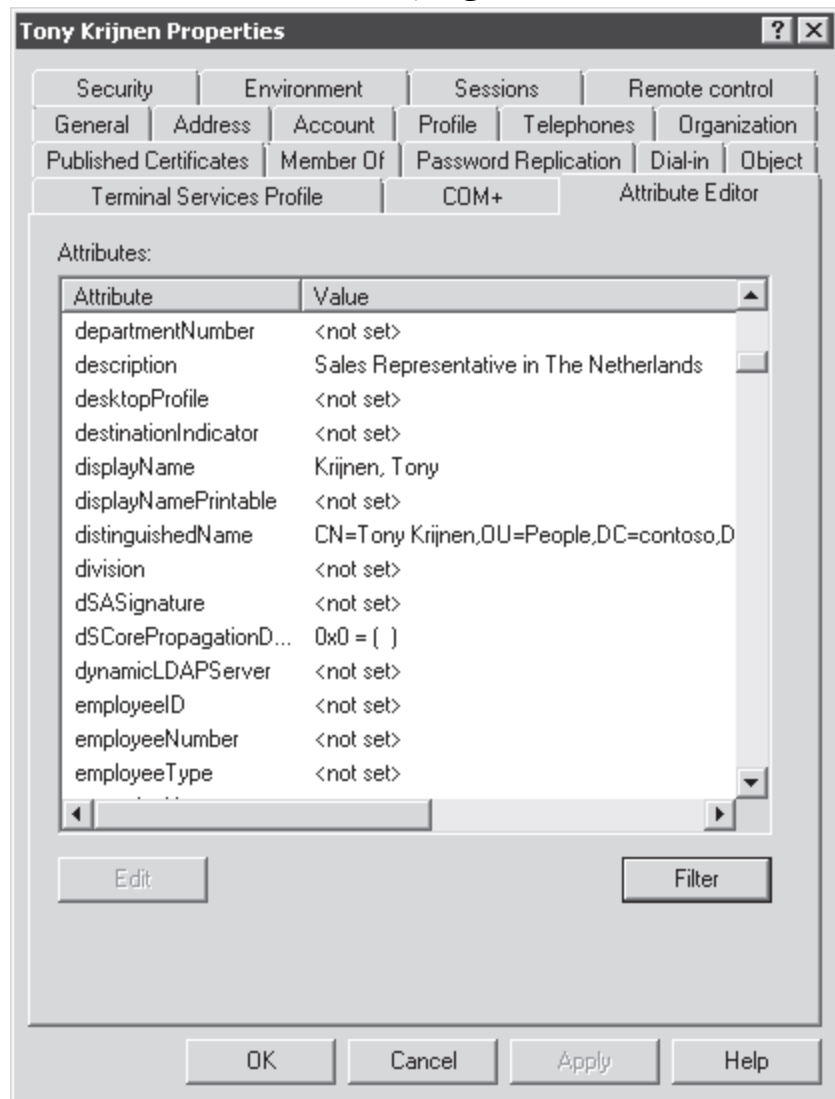 Tony Krijnen Properties ? X
Security Environment Sessions Remote control
General Address Account Profile Telephones Organization
Published Certificates Member Of Password Replication Dial-in Object
Terminal Services Profile COM+ Attribute Editor
Attributes:
Attribute Value
departmentNumber <not set>
description Sales Representative in The Netherlands
desktopProfile <not set>
destinationIndicator <not set>
displayName Krijnen, Tony
displayNamePrintable <not set>
distinguishedName CN=Tony Krijnen,OU=People,DC=contoso,D
division <not set>
dSASignature <not set>
dSCorePropagationD... 0x0 = ( )
dynamicLDAPServer <not set>
employeeID <not set>
employeeNumber <not set>
employeeType <not set>
Edit Filter
OK Cancel Apply Help